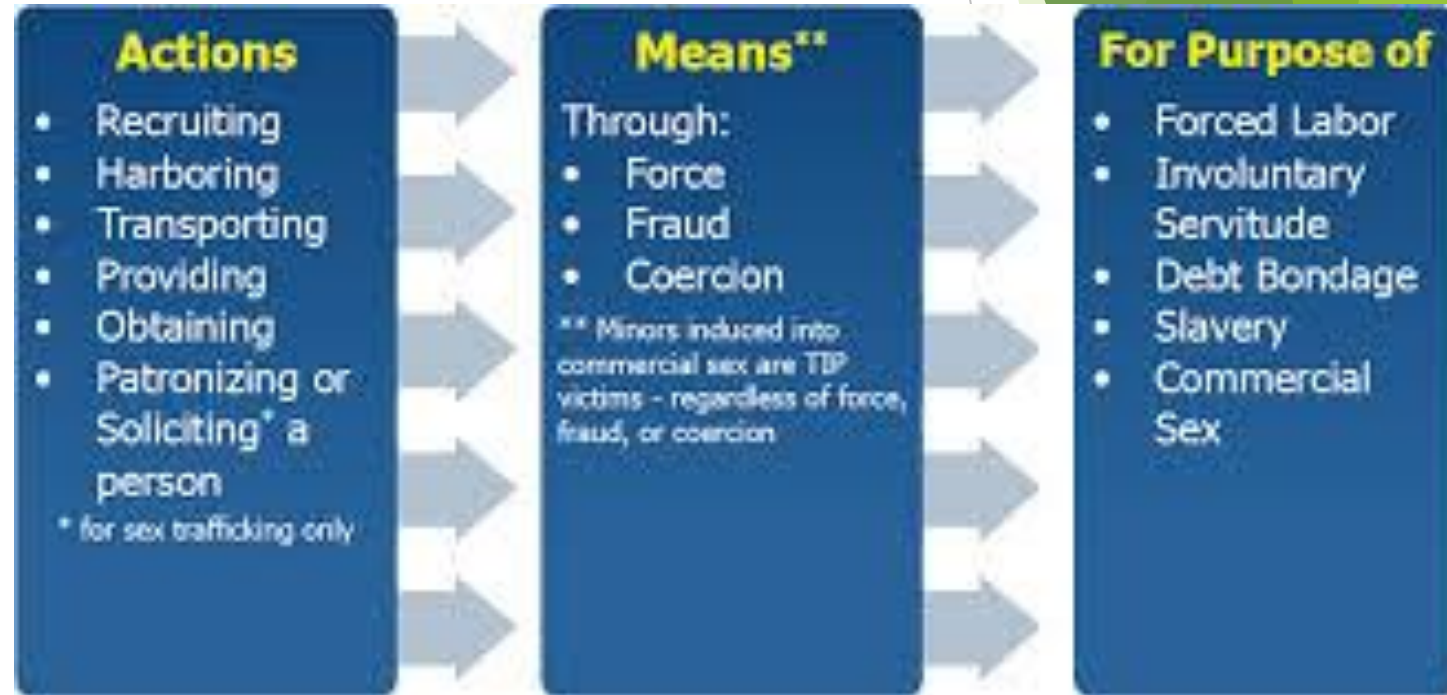 Actions
• Recruiting
• Harboring
• Transporting
• Providing
• Obtaining
• Patronizing or
Soliciting* a
person
* for sex trafficking only
Means**
Through:
• Force
• Fraud
• Coercion
** Minors induced into
commercial sex are TIP
victims - regardless of force,
fraud, or coercion
For Purpose of
• Forced Labor
• Involuntary
Servitude
• Debt Bondage
• Slavery
• Commercial
Sex